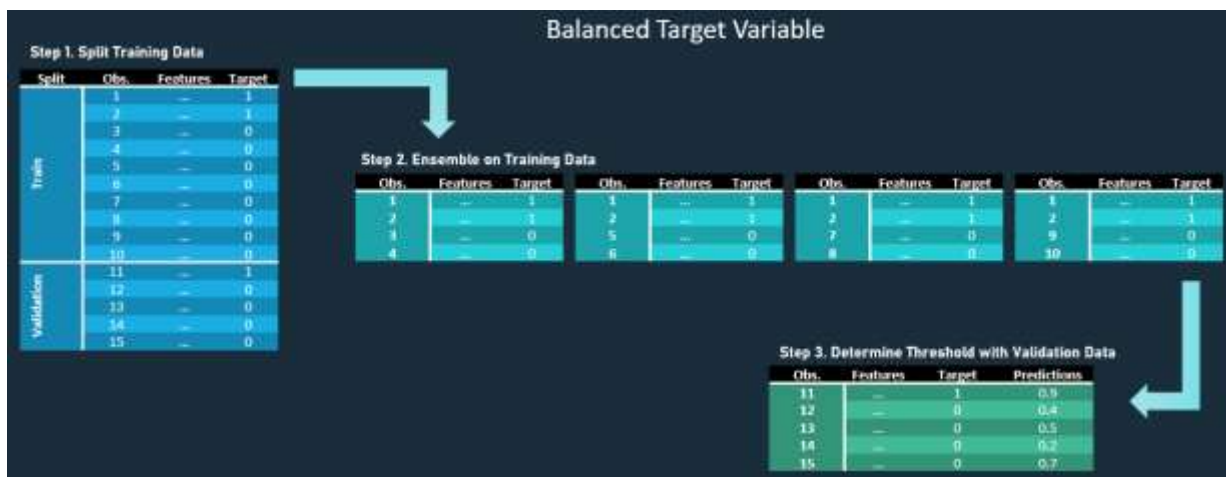 Balanced Target Variable
Step 1. Split Training Data
Split Obs. Features Target
Train
1 ... 1
2 ... 1
3 ... 0
4 ... 0
5 ... 0
6 ... 0
7 ... 0
8 ... 0
9 ... 0
10 ... 0
Validation
11 ... 1
12 ... 0
13 ... 0
14 ... 0
15 ... 0
Step 2. Ensemble on Training Data
Obs. Features Target Obs. Features Target Obs. Features Target Obs. Features Target
1 ... 1 1 ... 1 1 ... 1 1 ... 1
2 ... 1 2 ... 1 2 ... 1 2 ... 1
3 ... 0 5 ... 0 7 ... 0 9 ... 0
4 ... 0 6 ... 0 8 ... 0 10 ... 0
Step 3. Determine Threshold with Validation Data
Obs. Features Target Predictions
11 ... 1 0.9
12 ... 0 0.4
13 ... 0 0.5
14 ... 0 0.2
15 ... 0 0.7